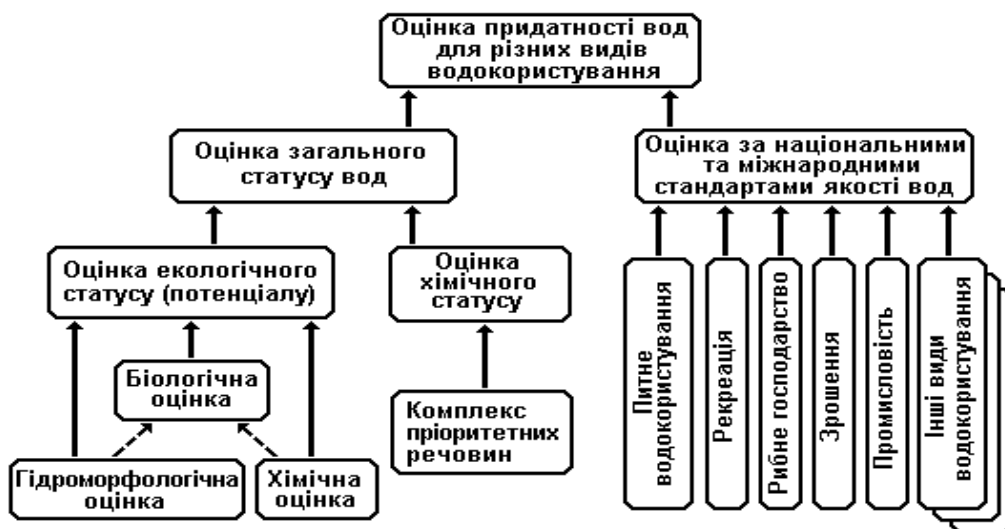 Оцінка придатності вод
для різних видів
водокористування
Оцінка загального
статусу вод
Оцінка за національними
та міжнародними
стандартами якості вод
Оцінка екологічного
статусу (потенціалу)
Оцінка
хімічного
статусу
Біологічна
оцінка
Комплекс
пріоритетних
речовин
Гідроморфологічна
оцінка
Хімічна
оцінка
Питне
водокористування
Рекреація
Рибне господарство
Зрошення
Промисловість
Інші види
водокористування